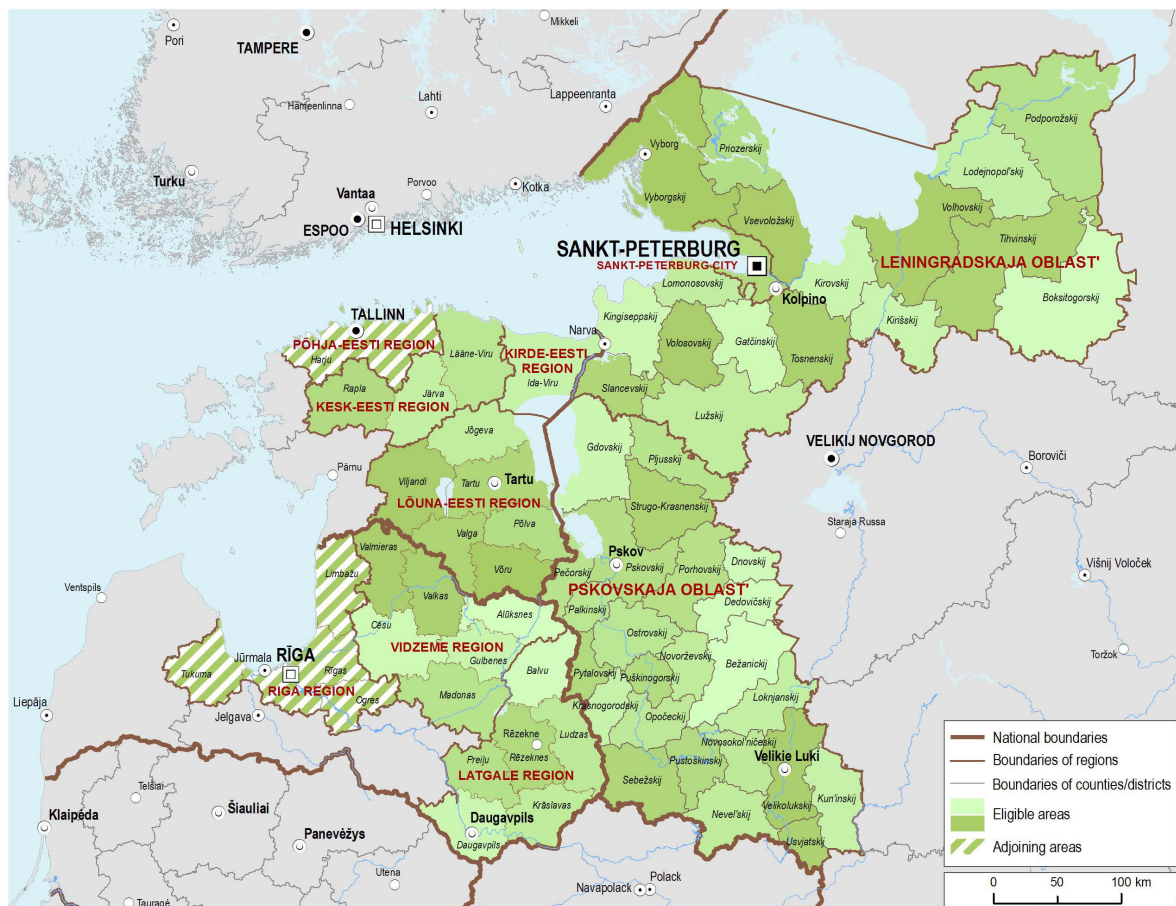 Pori
TAMPERE
Mikkeli
Hämeenlinna
Lahti
Lappeenranta
Turku
Vantaa
Porvoo
Kotka
ESPOO
HELSINKI
Vyborg
Priozerskij
Podporožskij
Vyborgskij
Lodejnopol'skij
Vsevoložskij
Volhovskij
Tihvinskij
SANKT-PETERBURG
SANKT-PETERBURG-CITY
LENINGRADSKAJA OBLAST'
Lomonosovskij
Kolpino
Kirovskij
Boksitogorskij
Kirišskij
TALLINN
PÕHJA-EESTI REGION
Harju
Lääne-Viru
KIRDE-EESTI
REGION
Ida-Viru
Narva
Kingiseppskij
Volosovskij
Gatčinskij
Tosnenskij
Slancevskij
Lužskij
Rapla
Järva
KESK-EESTI REGION
Jõgeva
Gdovskij
Pljusskij
VELIKIJ NOVGOROD
Boroviči
Pärnu
Viljandi
Tartu
Tartu
LÕUNA-EESTI REGION
Põlva
Valga
Võru
Strugo-Krasnenskij
Staraja Russa
Pskov
Pskovskij
Porhovskij
Dnovskij
Pečorskij
PSKOVSKAJA OBLAST'
Dedovičskij
Palkinskij
Višnij Voloček
Ventspils
Valmieras
Limbažu
Valkas
Cēsu
Alūksnes
VIDZEME REGION
Gulbenes
Balvu
Ostrovskij
Novorževskij
Bežanickij
Pytalovskij
Puškinogorskij
Toržok
Tukuma
Jūrmala
RĪGA
Rīgas
RIGA REGION
Ogres
Madonas
Krasnogorodskij
Opočeckij
Loknjanskij
Liepāja
Jelgava
Rēzekne
Ludzas
Preiļu
Rēzeknes
LATGALE REGION
Krāslavas
Daugavpils
Daugavpils
Novosokol'ničeskij
Velikie Luki
Pustoškinskij
Sebežskij
Velikolukskij
Kun'inskij
Nevel'skij
Usvjatskij
Telšiai
Klaipėda
Šiauliai
Panevėžys
Utena
Tauragė
Navapolack
Polack
National boundaries
Boundaries of regions
Boundaries of counties/districts
Eligible areas
Adjoining areas
0 50 100 km